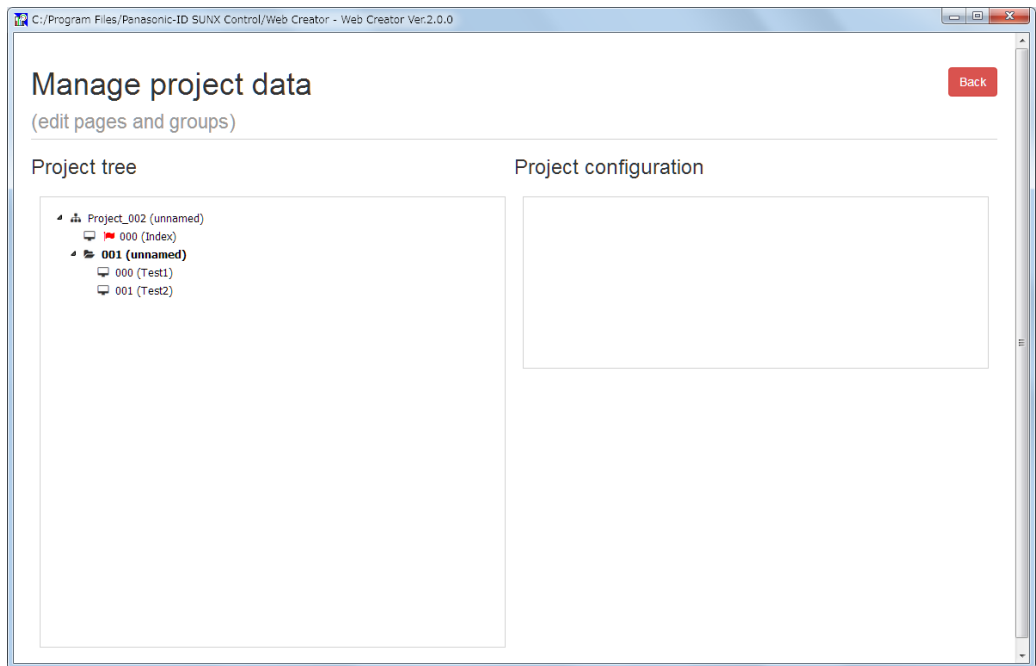 C:/Program Files/Panasonic-ID SUNX Control/Web Creator - Web Creator Ver.2.0.0
Manage project data
Back
(edit pages and groups)
Project tree
Project configuration
Project_002 (unnamed)
000 (Index)
001 (unnamed)
000 (Test1)
001 (Test2)